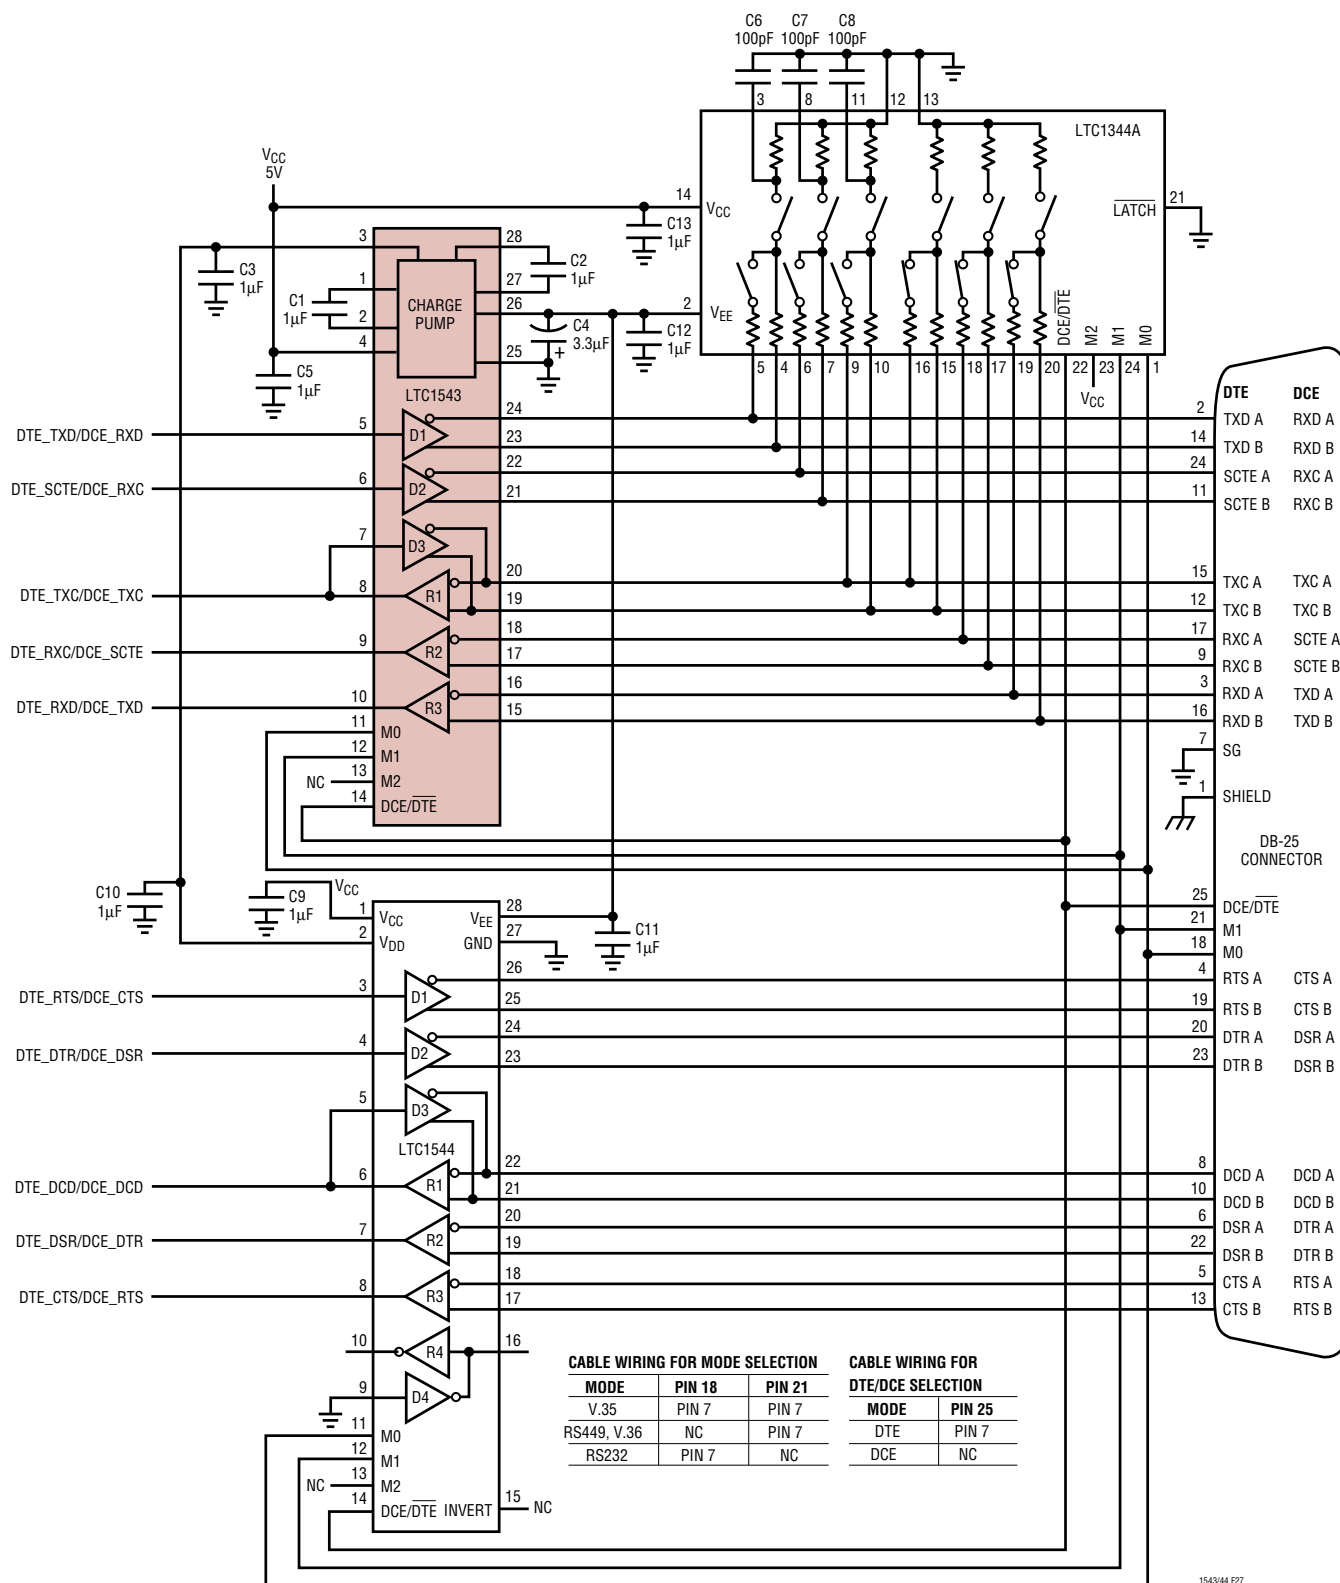 C6 C7 C8
100pF 100pF 100pF
3 8 11 12 13
LTC1344A
VCC
5V
14 VCC
LATCH 21
C13
1µF
3 28
C3
1µF
C2
1µF
1 27
C1
1µF
CHARGE
PUMP
26 2 VEE
2
C4
3.3µF
+
C12
1µF
4 25
C5
1µF
DCE/DTE M2 M1 M0
5 4 6 7 9 10 16 15 18 17 19 20 22 23 24 1
VCC
LTC1543
DTE DCE
24 2 TXD A RXD A
DTE_TXD/DCE_RXD 5 D1
23 14 TXD B RXD B
22 24 SCTE A RXC A
DTE_SCTE/DCE_RXC 6 D2
21 11 SCTE B RXC B
7 D3
20 15 TXC A TXC A
DTE_TXC/DCE_TXC 8 R1
19 12 TXC B TXC B
18 17 RXC A SCTE A
DTE_RXC/DCE_SCTE 9 R2
17 9 RXC B SCTE B
16 3 RXD A TXD A
DTE_RXD/DCE_TXD 10 R3
15 16 RXD B TXD B
11 M0
12 M1
NC 13 M2
14 DCE/DTE
7 SG
1 SHIELD
DB-25
CONNECTOR
C10
1µF
C9
1µF
VCC
1 VCC VEE 28
2 VDD GND 27
C11
1µF
25 DCE/DTE
21 M1
18 M0
26 4 RTS A CTS A
DTE_RTS/DCE_CTS 3 D1
25 19 RTS B CTS B
24 20 DTR A DSR A
DTE_DTR/DCE_DSR 4 D2
23 23 DTR B DSR B
5 D3
LTC1544
22 8 DCD A DCD A
DTE_DCD/DCE_DCD 6 R1
21 10 DCD B DCD B
20 6 DSR A DTR A
DTE_DSR/DCE_DTR 7 R2
19 22 DSR B DTR B
18 5 CTS A RTS A
DTE_CTS/DCE_RTS 8 R3
17 13 CTS B RTS B
10 R4 16
9 D4
11 M0
12 M1
NC 13 M2
14 DCE/DTE INVERT 15 NC
CABLE WIRING FOR MODE SELECTION
MODE PIN 18 PIN 21
V.35 PIN 7 PIN 7
RS449, V.36 NC PIN 7
RS232 PIN 7 NC
CABLE WIRING FOR
DTE/DCE SELECTION
MODE PIN 25
DTE PIN 7
DCE NC
1543/44 F27